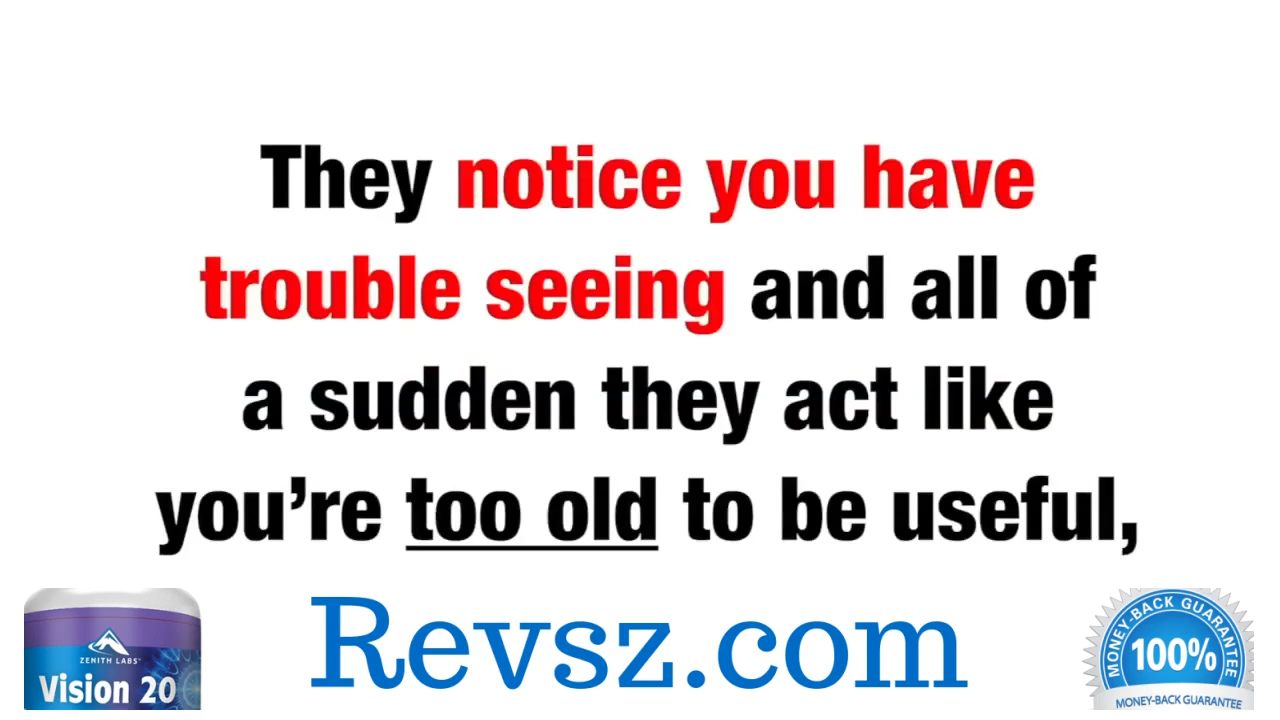 They notice you have
trouble seeing and all of
a sudden they act like
you’re too old to be useful,
Revsz.com
ZENITH LABS™
Vision 20
MONEY-BACK GUARANTEE
100%
MONEY-BACK GUARANTEE